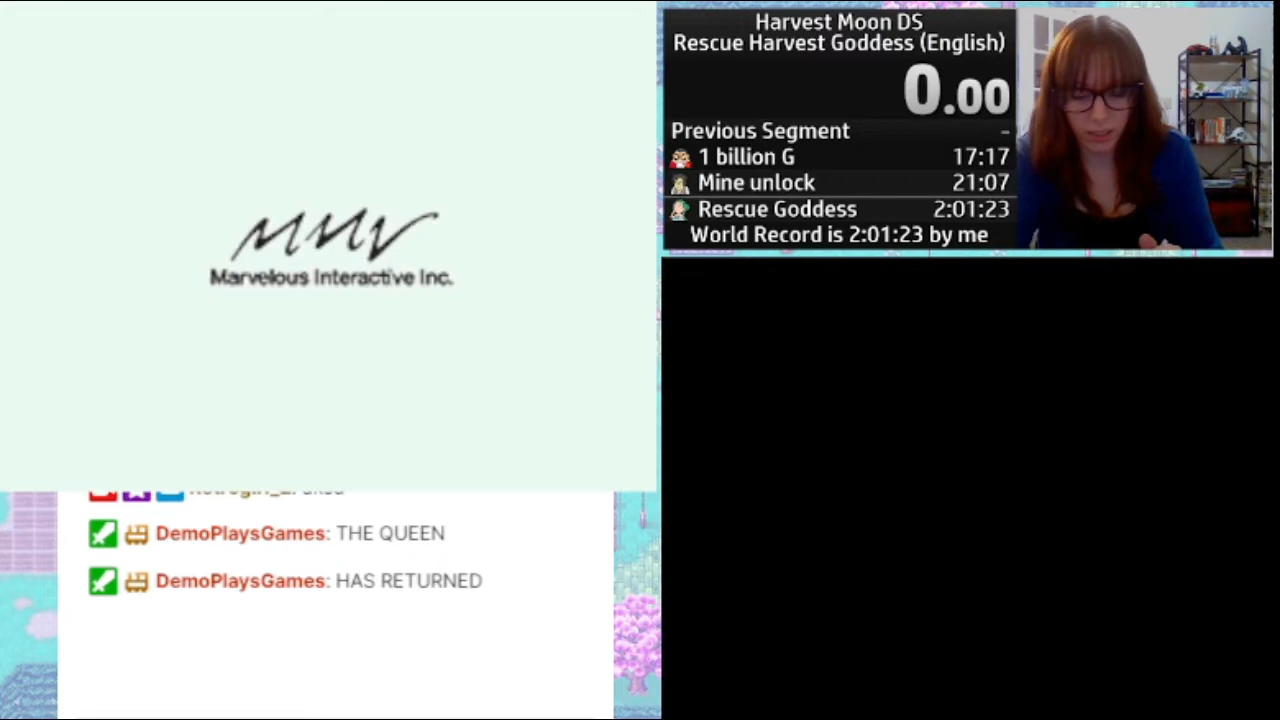 Marvelous Interactive Inc.
Harvest Moon DS
Rescue Harvest Goddess (English)
0.00
Previous Segment -
1 billion G 17:17
Mine unlock 21:07
Rescue Goddess 2:01:23
World Record is 2:01:23 by me
DemoPlaysGames: THE QUEEN
DemoPlaysGames: HAS RETURNED